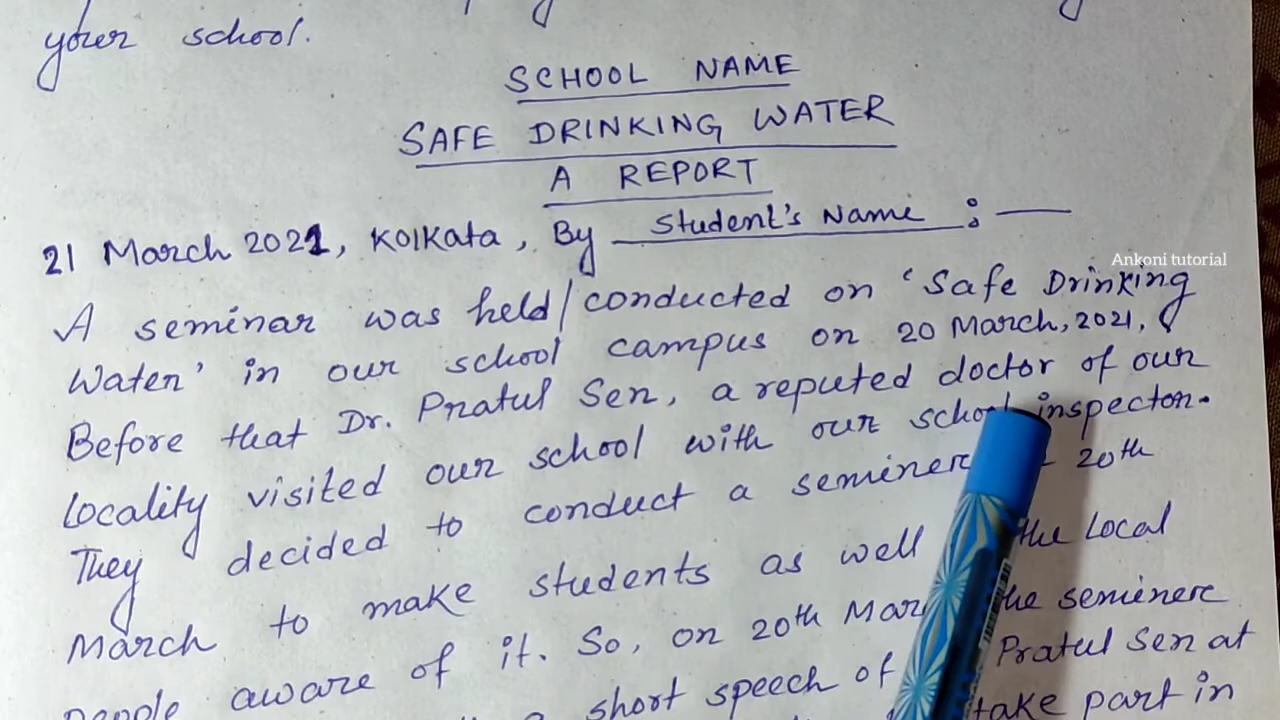 your school.
SCHOOL NAME
SAFE DRINKING WATER
A REPORT
21 March 2021, Kolkata, By Student's Name : —
Ankoni tutorial
A seminar was held/conducted on 'Safe Drinking
Water' in our school campus on 20 March, 2021.
Before that Dr. Pratul Sen, a reputed doctor of our
locality visited our school with our school inspector.
They decided to conduct a seminer 20th
March to make students as well the local
people aware of it. So, on 20th Mar the seminer
a short speech of Pratul Sen at
take part in